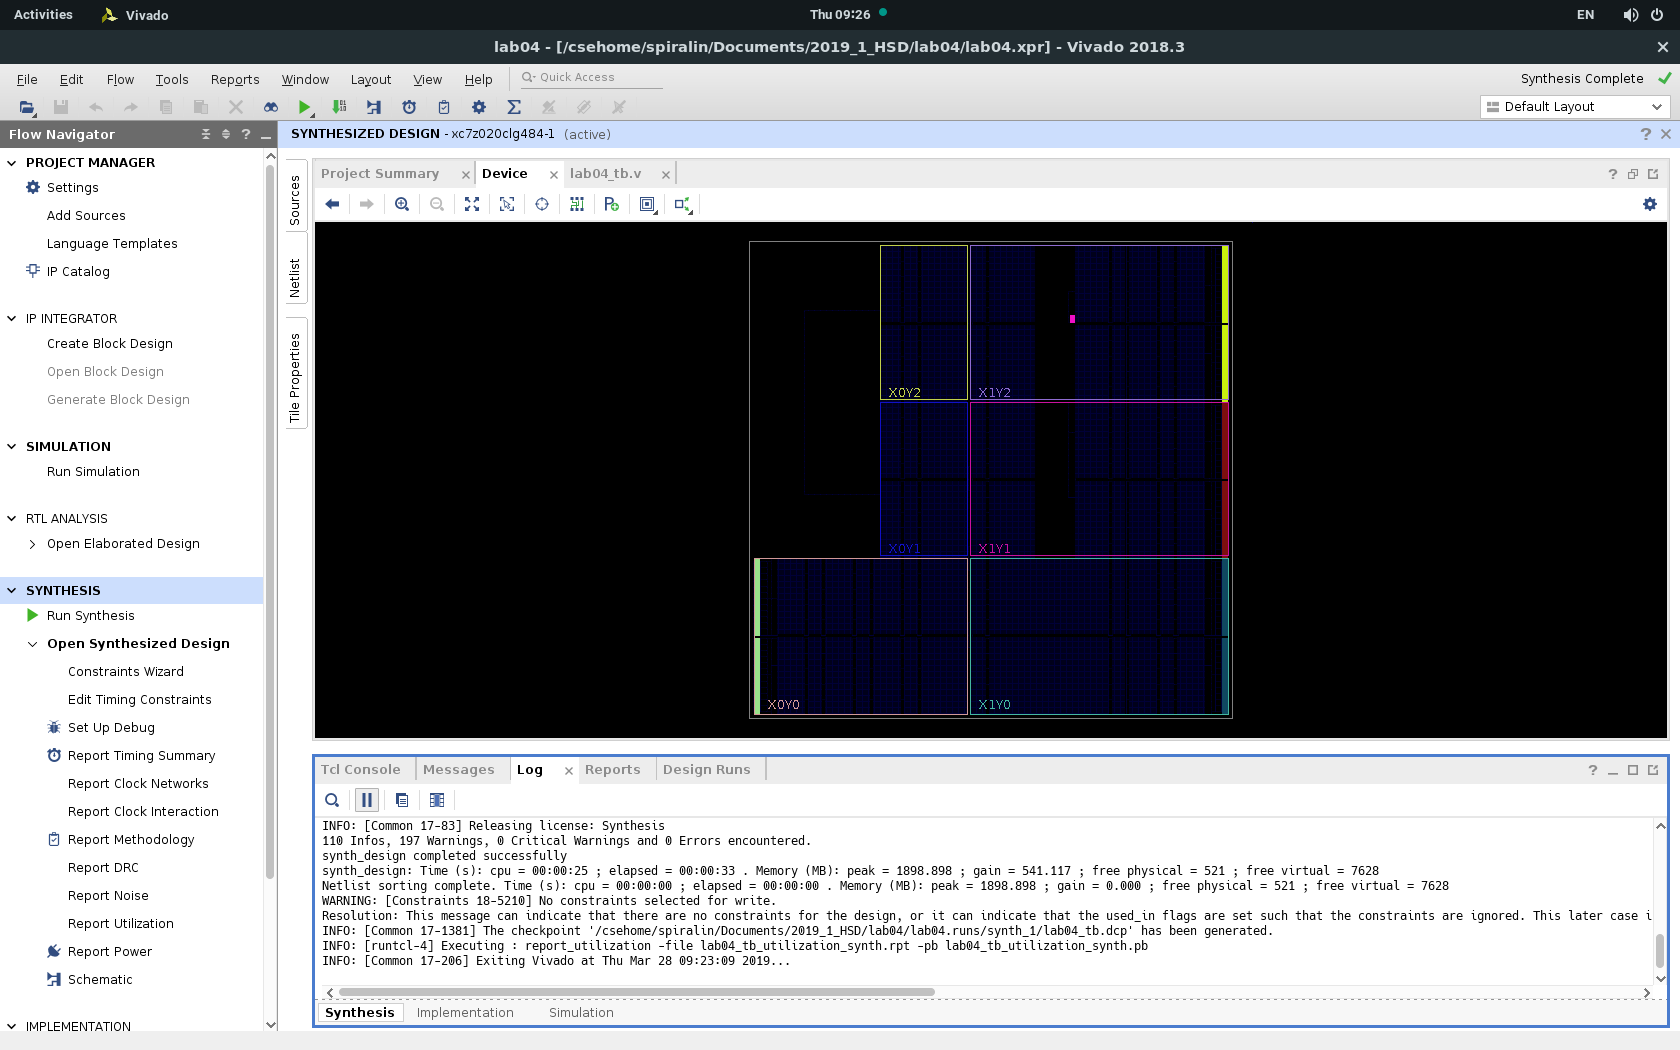 Activities Vivado Thu 09:26 EN
lab04 - [/csehome/spiralin/Documents/2019_1_HSD/lab04/lab04.xpr] - Vivado 2018.3
File Edit Flow Tools Reports Window Layout View Help Quick Access Synthesis Complete
Default Layout
Flow Navigator
PROJECT MANAGER
Settings
Add Sources
Language Templates
IP Catalog
IP INTEGRATOR
Create Block Design
Open Block Design
Generate Block Design
SIMULATION
Run Simulation
RTL ANALYSIS
Open Elaborated Design
SYNTHESIS
Run Synthesis
Open Synthesized Design
Constraints Wizard
Edit Timing Constraints
Set Up Debug
Report Timing Summary
Report Clock Networks
Report Clock Interaction
Report Methodology
Report DRC
Report Noise
Report Utilization
Report Power
Schematic
IMPLEMENTATION
SYNTHESIZED DESIGN - xc7z020clg484-1 (active)
Sources
Netlist
Tile Properties
Project Summary Device lab04_tb.v
X0Y2 X1Y2
X0Y1 X1Y1
X0Y0 X1Y0
Tcl Console Messages Log Reports Design Runs
INFO: [Common 17-83] Releasing license: Synthesis
110 Infos, 197 Warnings, 0 Critical Warnings and 0 Errors encountered.
synth_design completed successfully
synth_design: Time (s): cpu = 00:00:25 ; elapsed = 00:00:33 . Memory (MB): peak = 1898.898 ; gain = 541.117 ; free physical = 521 ; free virtual = 7628
Netlist sorting complete. Time (s): cpu = 00:00:00 ; elapsed = 00:00:00 . Memory (MB): peak = 1898.898 ; gain = 0.000 ; free physical = 521 ; free virtual = 7628
WARNING: [Constraints 18-5210] No constraints selected for write.
Resolution: This message can indicate that there are no constraints for the design, or it can indicate that the used_in flags are set such that the constraints are ignored. This later case i
INFO: [Common 17-1381] The checkpoint '/csehome/spiralin/Documents/2019_1_HSD/lab04/lab04.runs/synth_1/lab04_tb.dcp' has been generated.
INFO: [runtcl-4] Executing : report_utilization -file lab04_tb_utilization_synth.rpt -pb lab04_tb_utilization_synth.pb
INFO: [Common 17-206] Exiting Vivado at Thu Mar 28 09:23:09 2019...
Synthesis Implementation Simulation